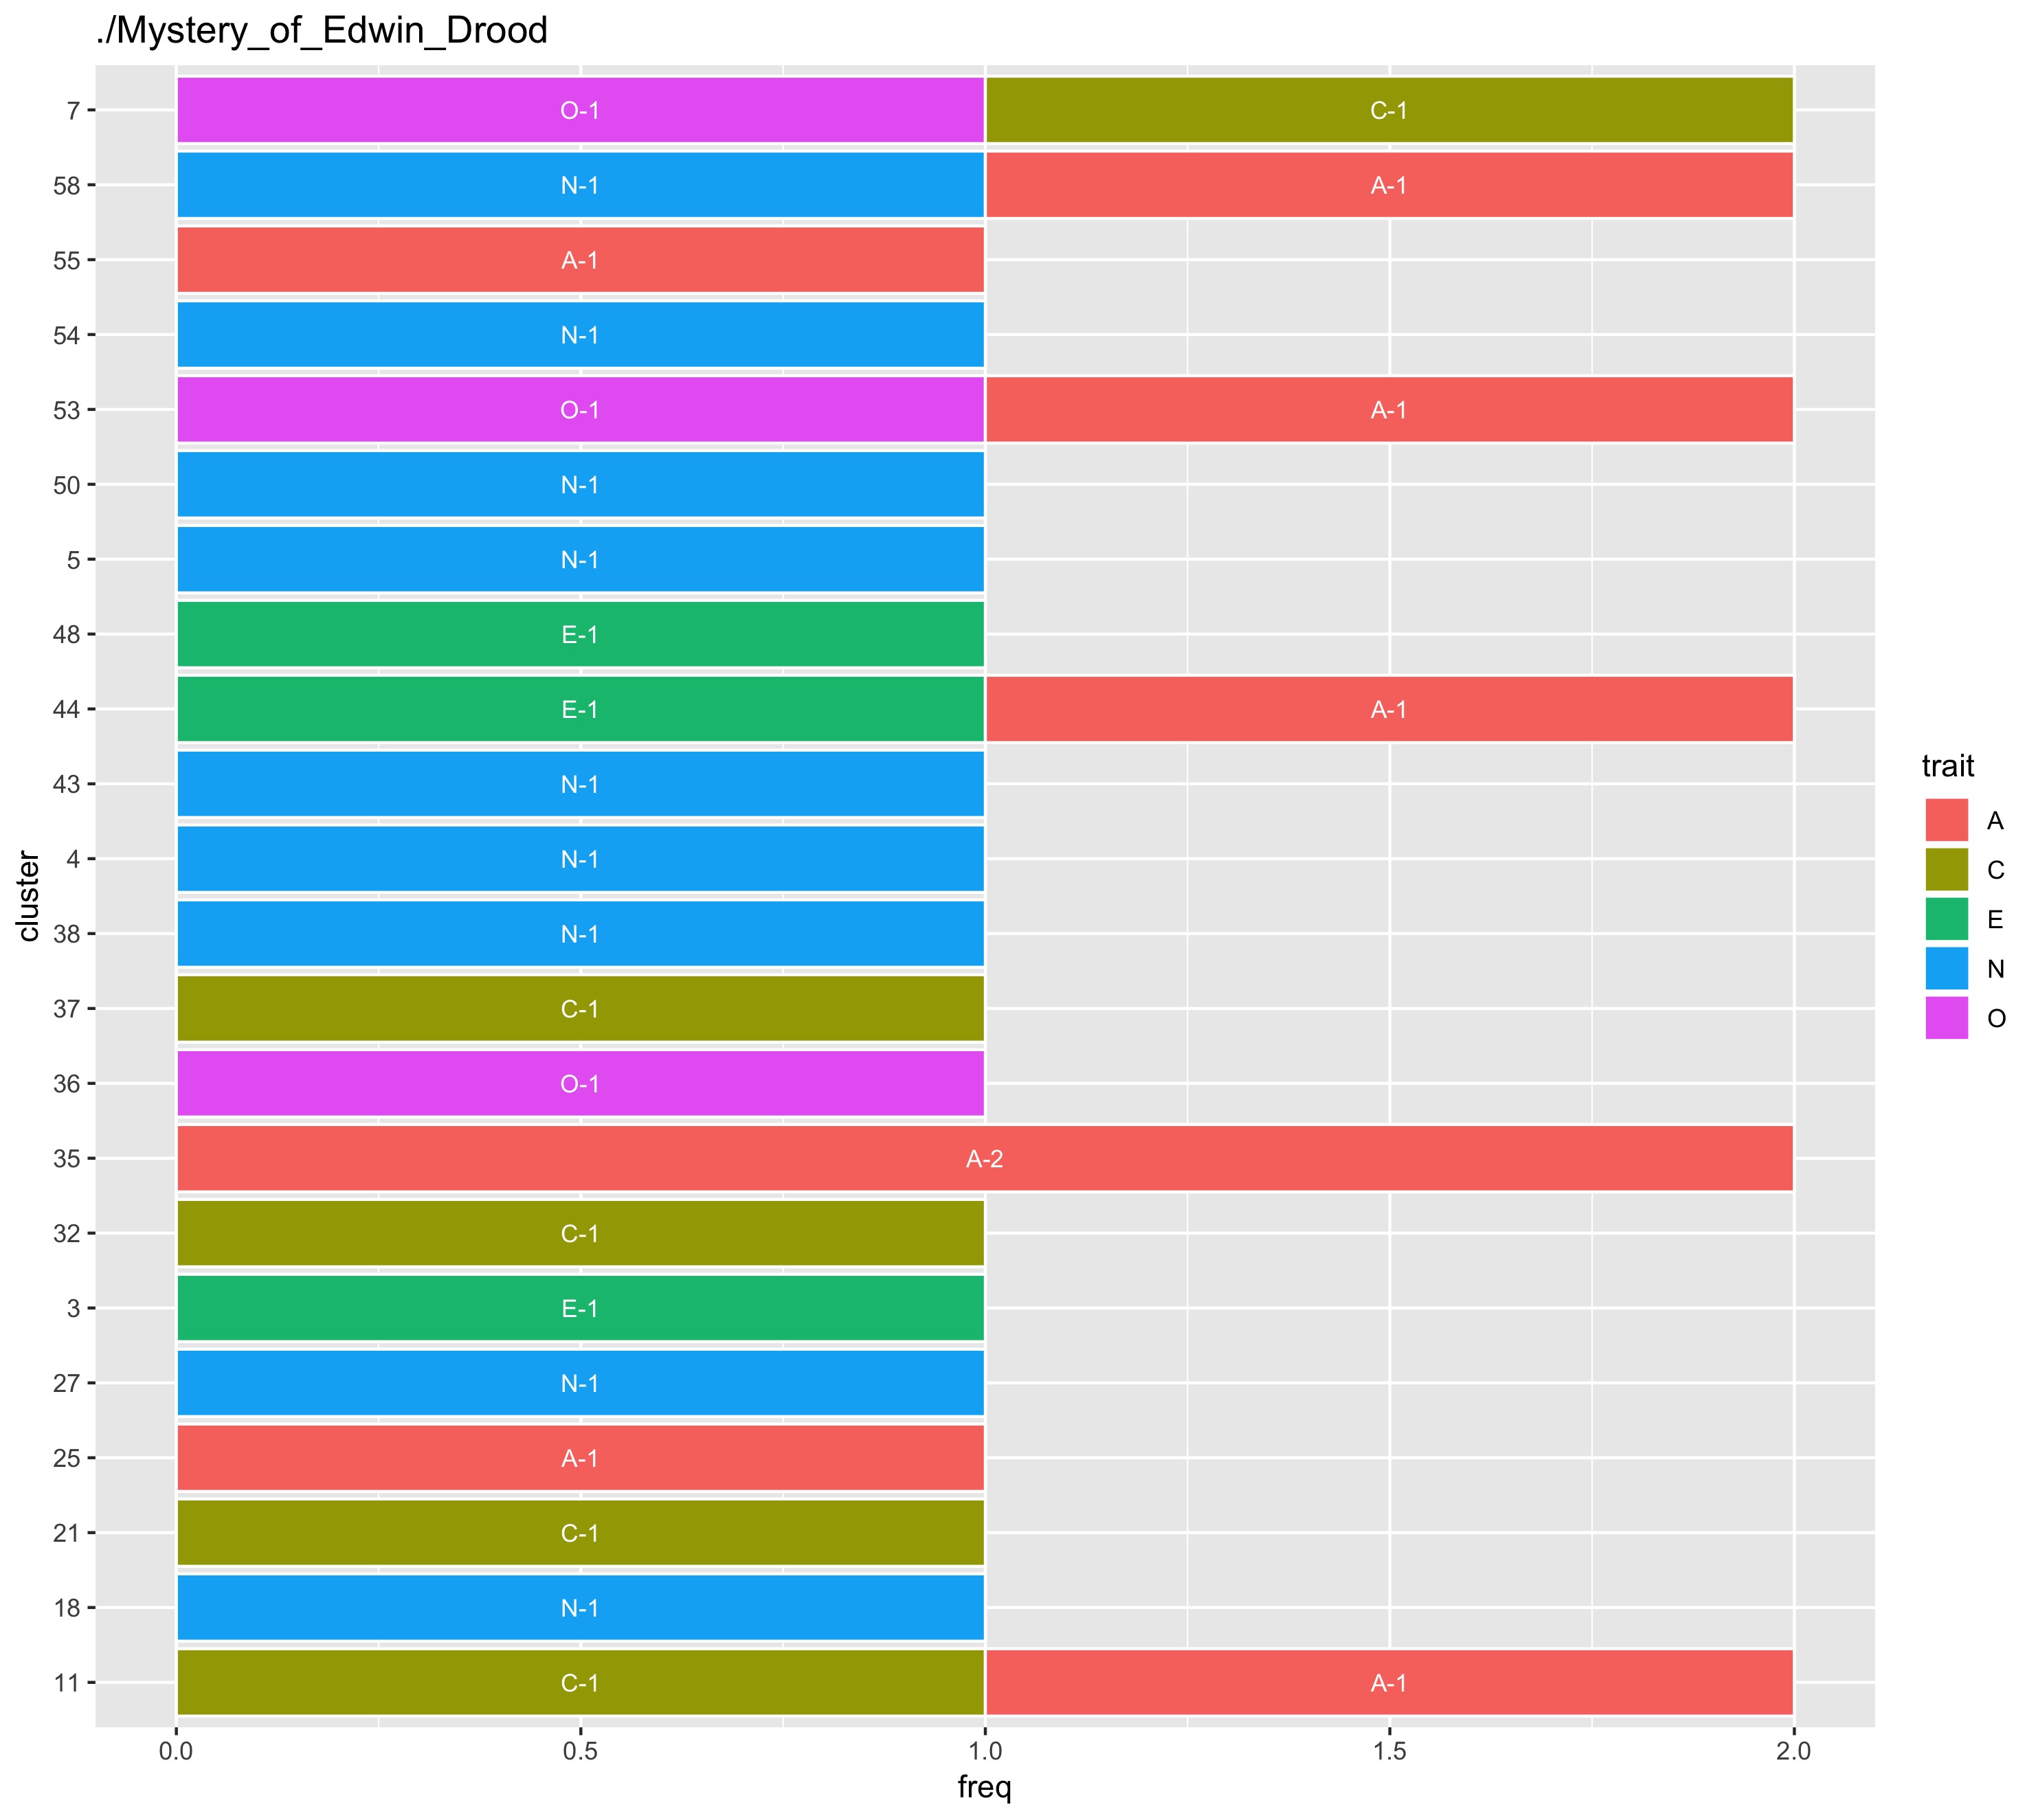 ./Mystery_of_Edwin_Drood
7 O-1 C-1
58 N-1 A-1
55 A-1
54 N-1
53 O-1 A-1
50 N-1
5 N-1
48 E-1
44 E-1 A-1
43 N-1
4 N-1
38 N-1
37 C-1
36 O-1
35 A-2
32 C-1
3 E-1
27 N-1
25 A-1
21 C-1
18 N-1
11 C-1 A-1
0.0 0.5 1.0 1.5 2.0
freq
cluster
trait
A
C
E
N
O